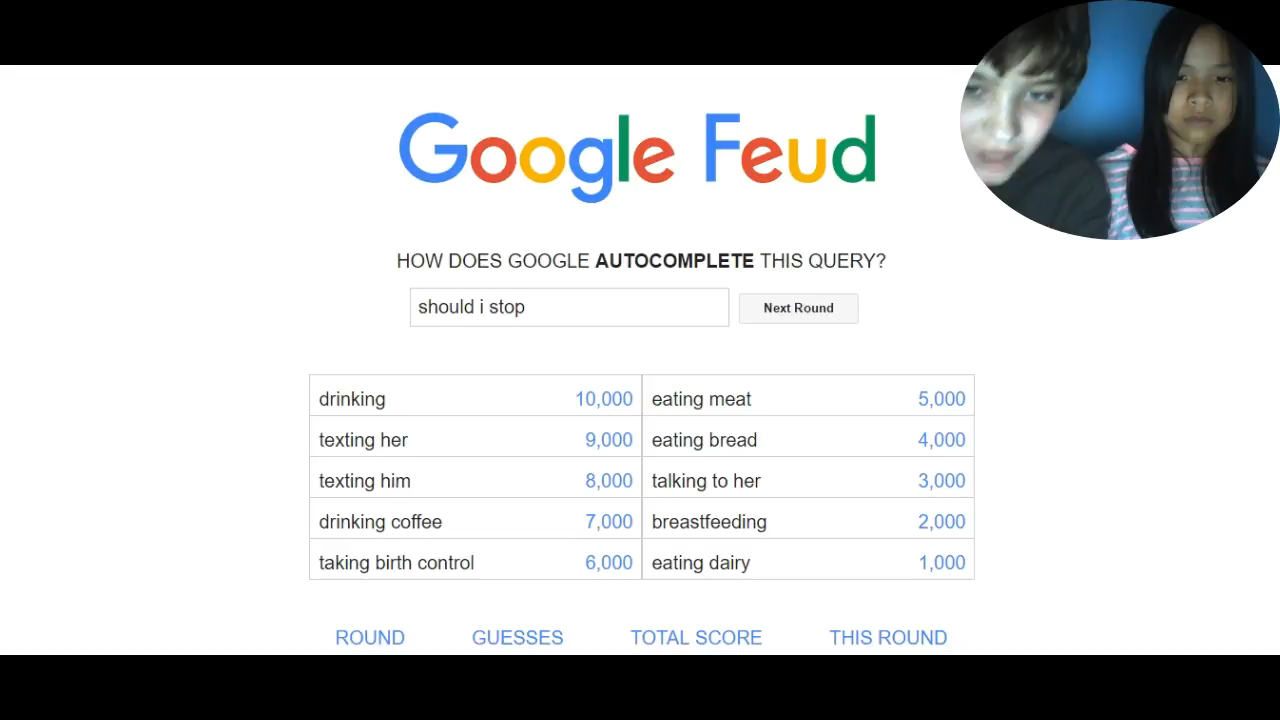 Google Feud
HOW DOES GOOGLE AUTOCOMPLETE THIS QUERY?
should i stop
Next Round
drinking 10,000
texting her 9,000
texting him 8,000
drinking coffee 7,000
taking birth control 6,000
eating meat 5,000
eating bread 4,000
talking to her 3,000
breastfeeding 2,000
eating dairy 1,000
ROUND GUESSES TOTAL SCORE THIS ROUND